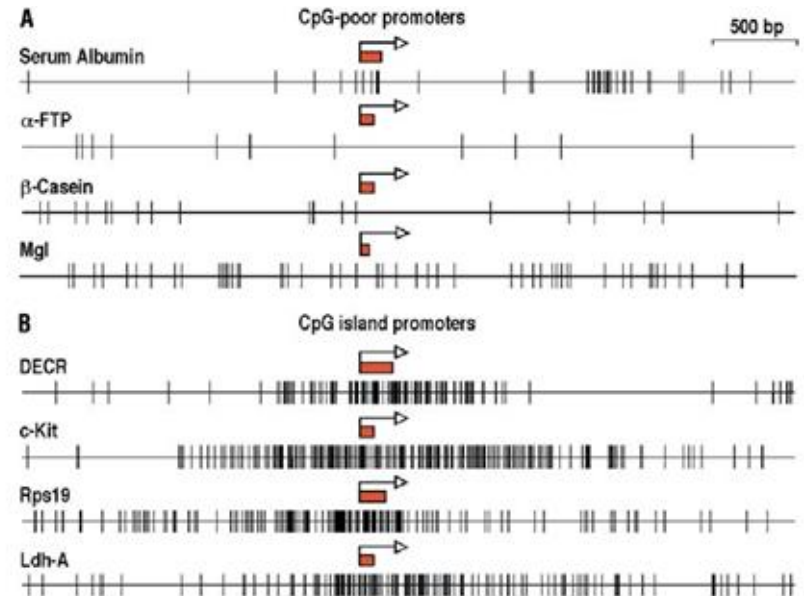 A
CpG-poor promoters
500 bp
Serum Albumin
α-FTP
β-Casein
Mgl
B
CpG island promoters
DECR
c-Kit
Rps19
Ldh-A